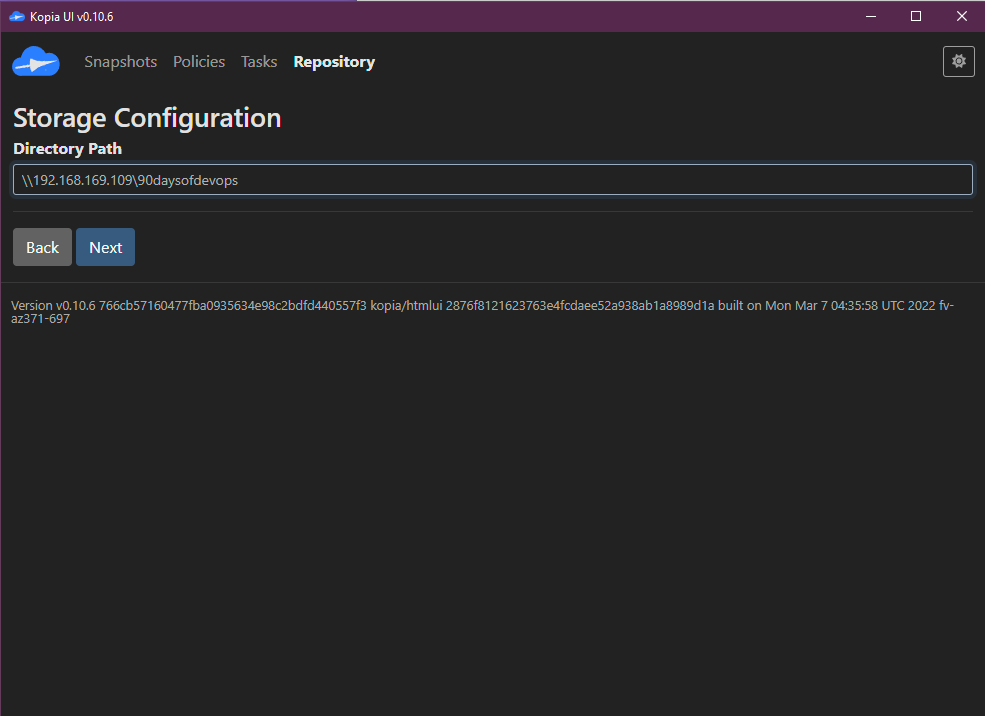 Kopia UI v0.10.6
Snapshots Policies Tasks Repository
Storage Configuration
Directory Path
\\192.168.169.109\90daysofdevops
Back Next
Version v0.10.6 766cb57160477fba0935634e98c2bdfd440557f3 kopia/htmlui 2876f8121623763e4fcdaee52a938ab1a8989d1a built on Mon Mar 7 04:35:58 UTC 2022 fv-
az371-697